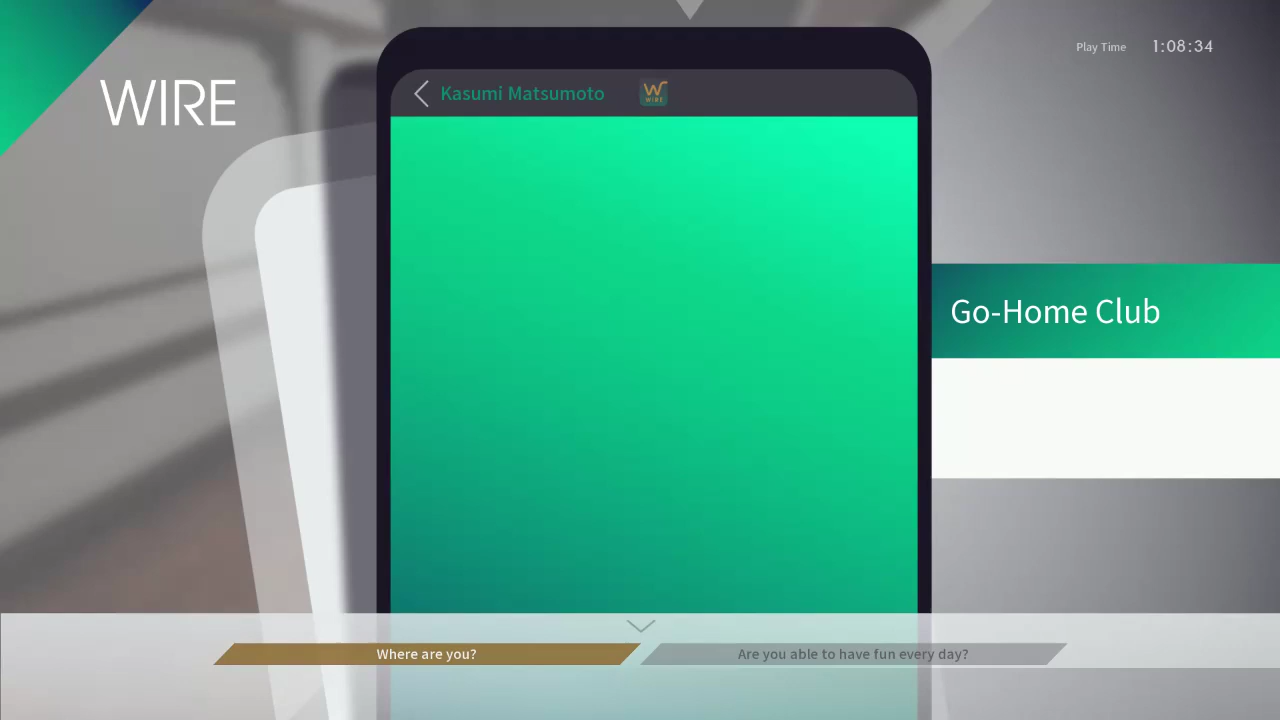 Play Time 1:08:34
WIRE
Kasumi Matsumoto
W
WIRE
Go-Home Club
Where are you?
Are you able to have fun every day?